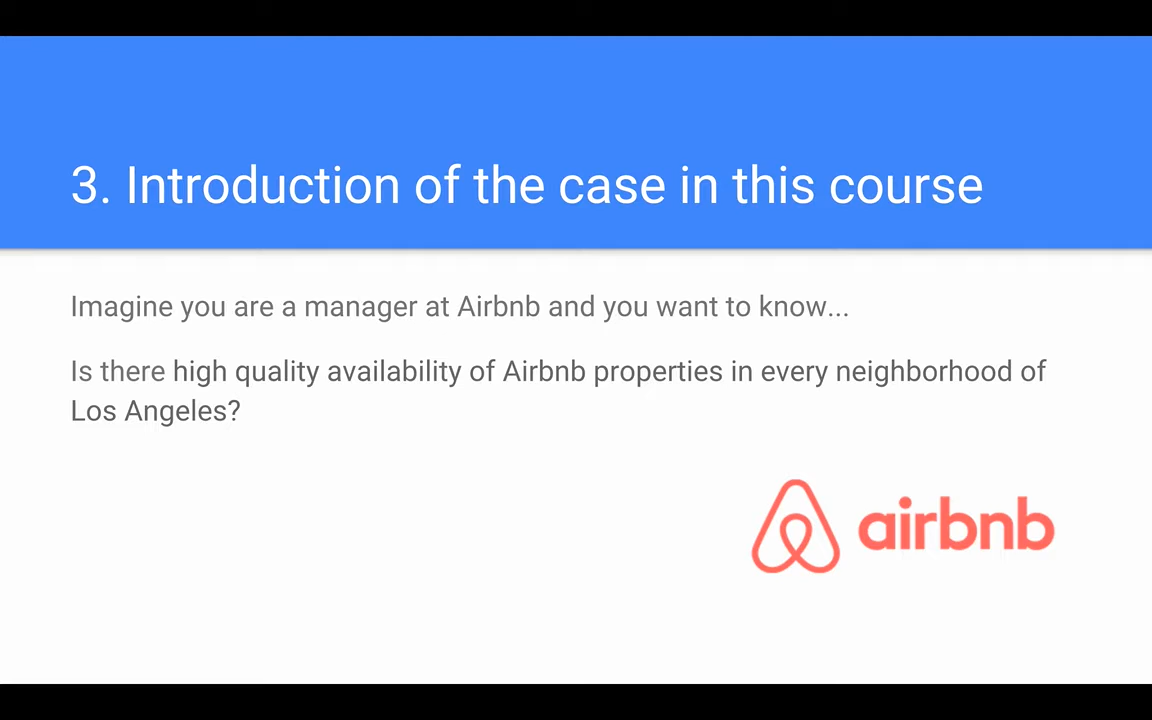 3. Introduction of the case in this course
Imagine you are a manager at Airbnb and you want to know...
Is there high quality availability of Airbnb properties in every neighborhood of
Los Angeles?
airbnb